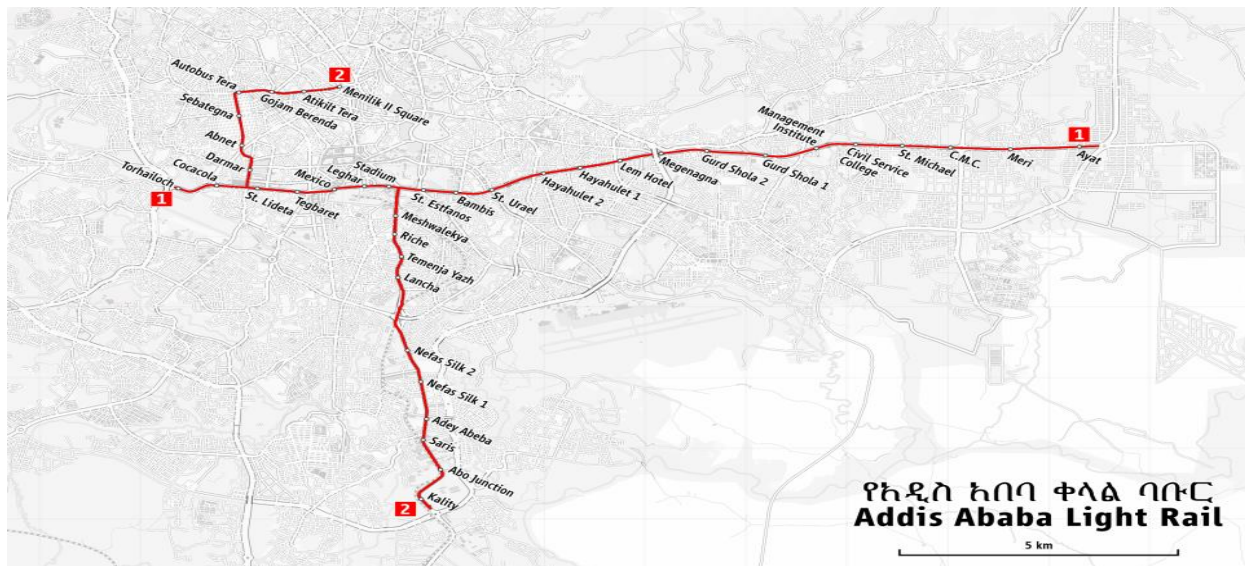 2
Autobus Tera
Menilik II Square
Atikilt Tera
Gojam Berenda
Sebategna
Abnet
Darmar
Torhailoch
1
Cocacola
St. Lideta
Tegbaret
Mexico
Leghar
Stadium
St. Estfanos
Bambis
St. Urael
Hayahulet 2
Hayahulet 1
Lem Hotel
Megenagna
Gurd Shola 2
Gurd Shola 1
Management
Institute
Civil Service
College
St. Michael
C.M.C.
Meri
1
Ayat
Meshwalekya
Riche
Temenja Yazh
Lancha
Nefas Silk 2
Nefas Silk 1
Adey Abeba
Saris
Abo Junction
Kality
2
የአዲስ አበባ ቀላል ባቡር
Addis Ababa Light Rail
5 km